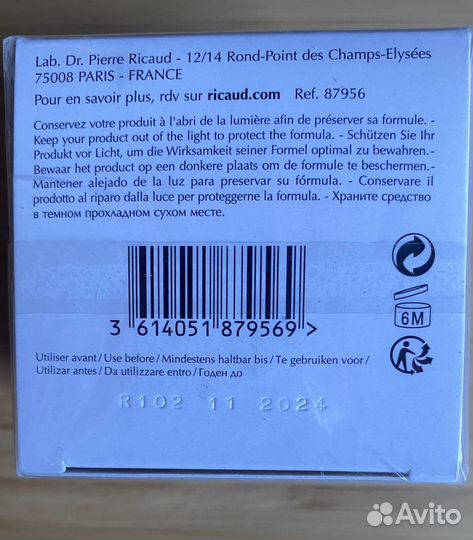 Lab. Dr. Pierre Ricaud - 12/14 Rond-Point des Champs-Elysées
75008 PARIS - FRANCE
Pour en savoir plus, rdv sur ricaud.com Ref. 87956
Conservez votre produit à l'abri de la lumière afin de préserver sa formule. -
Keep your product out of the light to protect the formula. - Schützen Sie Ihr
Produkt vor Licht, um die Wirksamkeit seiner Formel optimal zu bewahren.-
Bewaar het product op een donkere plaats om de formule te beschermen.-
Mantener alejado de la luz para preservar su fórmula. - Conservare il
prodotto al riparo dalla luce per proteggerne la formula. - Храните средство
в темном прохладном сухом месте.
6M
3 614051 879569 >
Utiliser avant / Use before / Mindestens haltbar bis / Te gebruiken voor /
Utilizar antes / Da utilizzare entro / Годен до
R102 11 2024
Avito